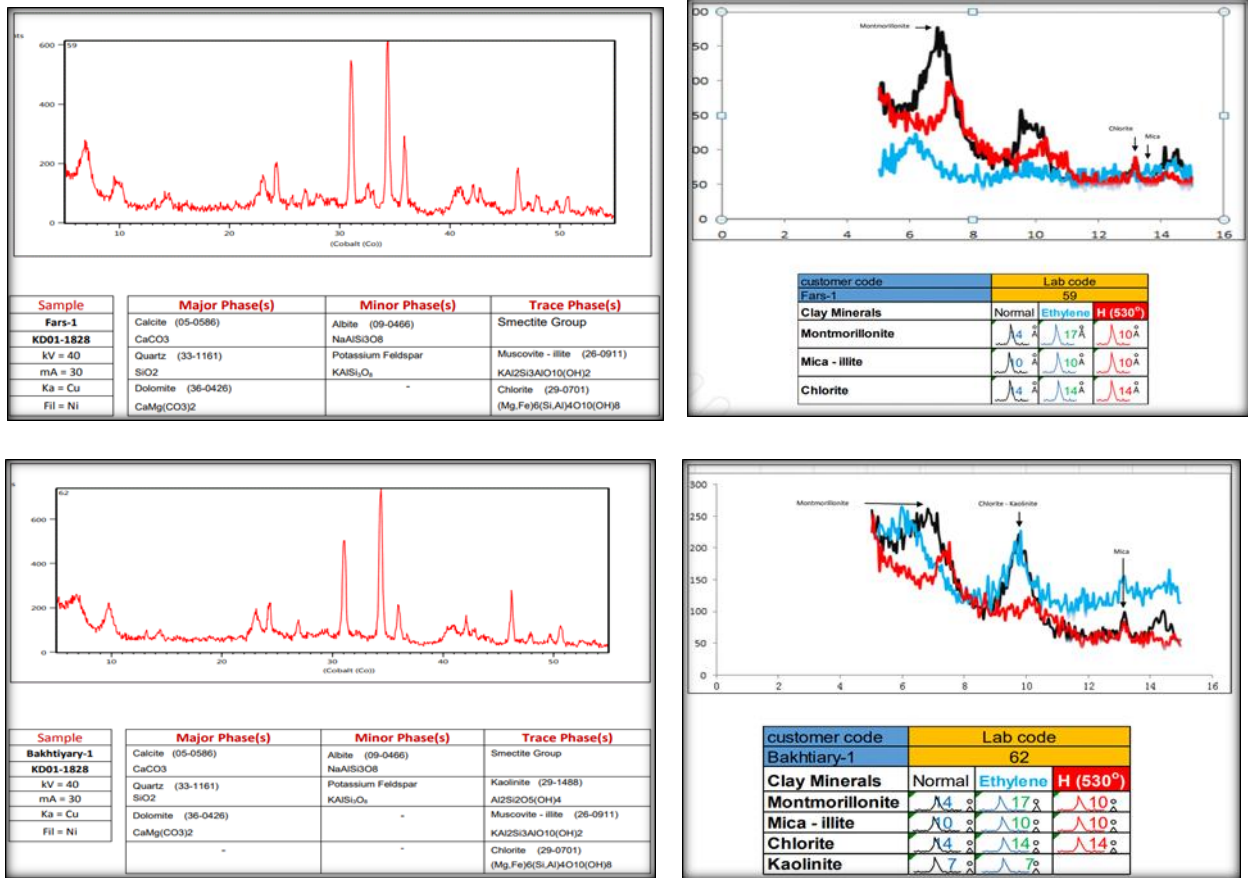 600
59
400
200
0
10
20
30
40
50
(Cobalt (Co))
Sample
Fars-1
KD01-1828
kV = 40
mA = 30
Ka = Cu
Fil = Ni
Major Phase(s)
Minor Phase(s)
Trace Phase(s)
Calcite (05-0586)
CaCO3
Albite (09-0466)
NaAlSi3O8
Smectite Group
Quartz (33-1161)
SiO2
Potassium Feldspar
KAlSi₃O₈
Muscovite - illite (26-0911)
KAl2Si3AlO10(OH)2
Dolomite (36-0426)
CaMg(CO3)2
-
Chlorite (29-0701)
(Mg,Fe)6(Si,Al)4O10(OH)8
Montmorillonite
Chlorite
Mica
0
2
4
6
8
10
12
14
16
customer code
Lab code
Fars-1
59
Clay Minerals
Normal
Ethylene
H (530°)
Montmorillonite
14 Å
17 Å
10 Å
Mica - illite
10 Å
10 Å
10 Å
Chlorite
14 Å
14 Å
14 Å
62
600
400
200
0
10
20
30
40
50
(Cobalt (Co))
Sample
Bakhtiyary-1
KD01-1828
kV = 40
mA = 30
Ka = Cu
Fil = Ni
Major Phase(s)
Minor Phase(s)
Trace Phase(s)
Calcite (05-0586)
CaCO3
Albite (09-0466)
NaAlSi3O8
Smectite Group
Quartz (33-1161)
SiO2
Potassium Feldspar
KAlSi₃O₈
Kaolinite (29-1488)
Al2Si2O5(OH)4
Dolomite (36-0426)
CaMg(CO3)2
-
Muscovite - illite (26-0911)
KAl2Si3AlO10(OH)2
-
-
Chlorite (29-0701)
(Mg,Fe)6(Si,Al)4O10(OH)8
300
250
200
150
100
50
0
Montmorillonite
Chlorite - Kaolinite
Mica
0
2
4
6
8
10
12
14
16
customer code
Lab code
Bakhtiary-1
62
Clay Minerals
Normal
Ethylene
H (530°)
Montmorillonite
14 Å
17 Å
10 Å
Mica - illite
10 Å
10 Å
10 Å
Chlorite
14 Å
14 Å
14 Å
Kaolinite
7 Å
7 Å